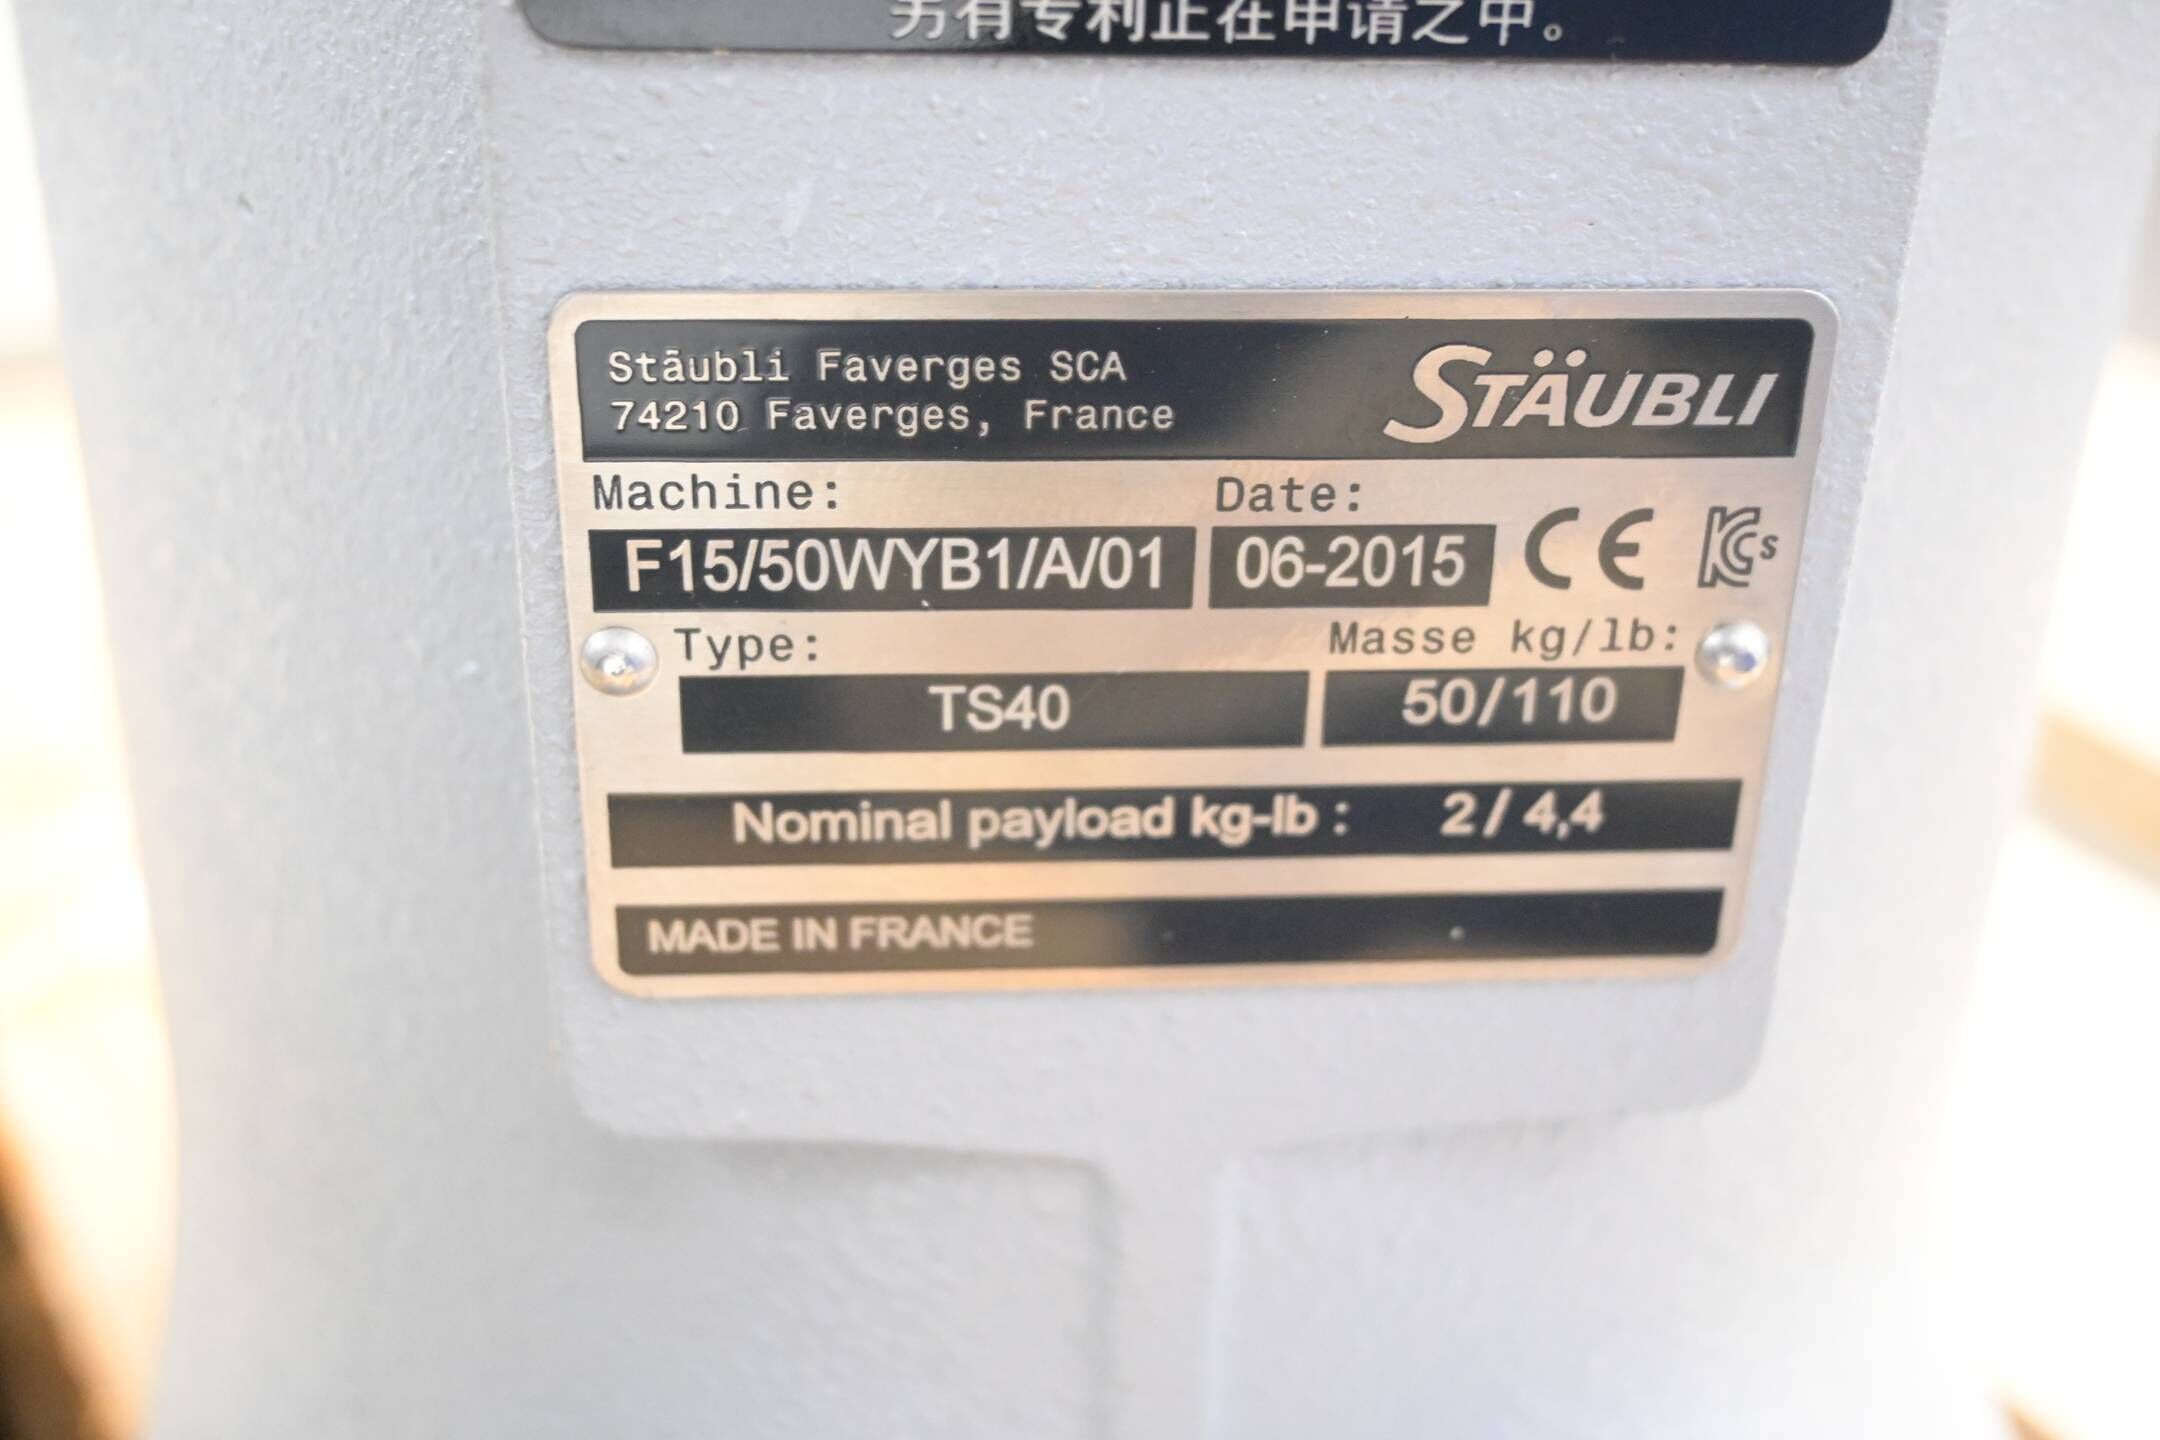 另有专利正在申请之中。
Stäubli Faverges SCA
74210 Faverges, France
STÄUBLI
Machine:
Date:
F15/50WYB1/A/01
06-2015
CE
KCs
Type:
Masse kg/lb:
TS40
50/110
Nominal payload kg-lb : 2 / 4,4
MADE IN FRANCE